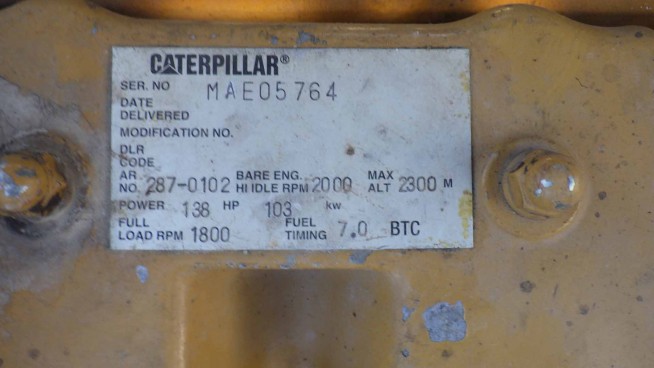 CATERPILLAR®
SER. NO MAE05764
DATE
DELIVERED
MODIFICATION NO.
DLR
CODE
AR BARE ENG. MAX
NO. 287-0102 HI IDLE RPM 2000 ALT 2300 M
POWER 138 HP 103 kw
FULL FUEL
LOAD RPM 1800 TIMING 7.0 BTC